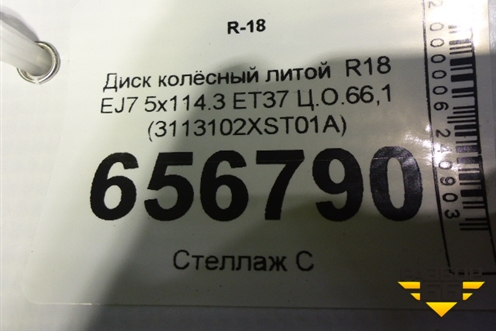 R-18
Диск колёсный литой R18
EJ7 5x114.3 ET37 Ц.О.66,1
(3113102XST01A)
656790
Стеллаж С